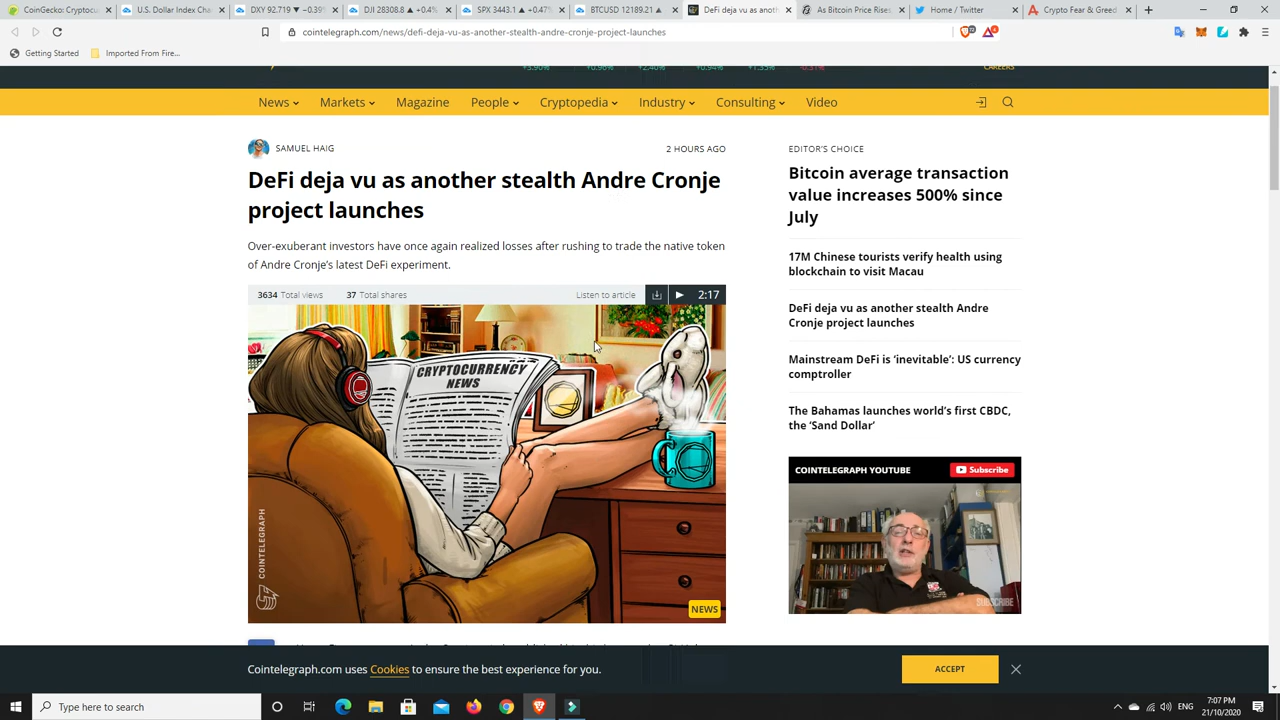 CoinGecko: Cryptocu
U.S. Dollar Index Cha
DXY 92.719 ▼ −0.39%
DJI 28308.8 ▲ +0.4%
SPX 3443.1 ▲ +0.47%
BTCUSD 12189.21 ▲
DeFi deja vu as anoth
As Bitcoin Price Rises
Home / Twitter
Crypto Fear & Greed
cointelegraph.com/news/defi-deja-vu-as-another-stealth-andre-cronje-project-launches
Getting Started
Imported From Fire...
+3.90%
+0.96%
+2.40%
+0.94%
+1.35%
-0.31%
CAREERS
News
Markets
Magazine
People
Cryptopedia
Industry
Consulting
Video
SAMUEL HAIG
2 HOURS AGO
DeFi deja vu as another stealth Andre Cronje
project launches
Over-exuberant investors have once again realized losses after rushing to trade the native token
of Andre Cronje's latest DeFi experiment.
3634 Total views
37 Total shares
Listen to article
2:17
CRYPTOCURRENCY
NEWS
COINTELEGRAPH
NEWS
EDITOR'S CHOICE
Bitcoin average transaction
value increases 500% since
July
17M Chinese tourists verify health using
blockchain to visit Macau
DeFi deja vu as another stealth Andre
Cronje project launches
Mainstream DeFi is 'inevitable': US currency
comptroller
The Bahamas launches world's first CBDC,
the 'Sand Dollar'
COINTELEGRAPH YOUTUBE
Subscribe
SUBSCRIBE
Cointelegraph.com uses Cookies to ensure the best experience for you.
ACCEPT
Type here to search
ENG
7:07 PM
21/10/2020